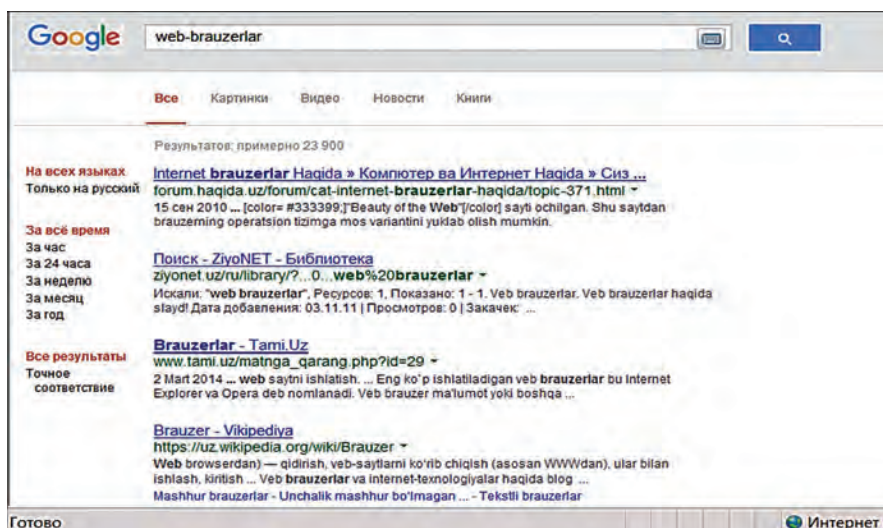 Google web-brauzerlar
Все Картинки Видео Новости Книги
Результатов: примерно 23 900
На всех языках
Только на русский
За всё время
За час
За 24 часа
За неделю
За месяц
За год
Все результаты
Точное
соответствие
Internet brauzerlar Haqida » Компютер ва Интернет Haqida » Сиз ...
forum.haqida.uz/forum/cat-internet-brauzerlar-haqida/topic-371.html
15 сен 2010 ... [color= #333399;]"Beauty of the Web"[/color] sayti ochilgan. Shu saytdan
brauzerning operatsion tizimga mos variantini yuklab olish mumkin.
Поиск - ZiyoNET - Библиотека
ziyonet.uz/ru/library/?...0...web%20brauzerlar
Искали: "web brauzerlar", Ресурсов: 1, Показано: 1 - 1. Veb brauzerlar. Veb brauzerlar haqida
slayd! Дата добавления: 03.11.11 | Просмотров: 0 | Закачек: ...
Brauzerlar - Tami.Uz
www.tami.uz/matnga_qarang.php?id=29
2 Mart 2014 ... web saytni ishlatish. ... Eng ko`p ishlatiladigan veb brauzerlar bu Internet
Explorer va Opera deb nomlanadi. Veb brauzer ma'lumot yoki boshqa ...
Brauzer - Vikipediya
https://uz.wikipedia.org/wiki/Brauzer
Web browserdan) — qidirish, veb-saytlarni ko'rib chiqish (asosan WWWdan), ular bilan
ishlash, kiritish ... Veb brauzerlar va internet-texnologiyalar haqida blog ...
Mashhur brauzerlar - Unchalik mashhur bo'lmagan ... - Tekstli brauzerlar
Готово Интернет